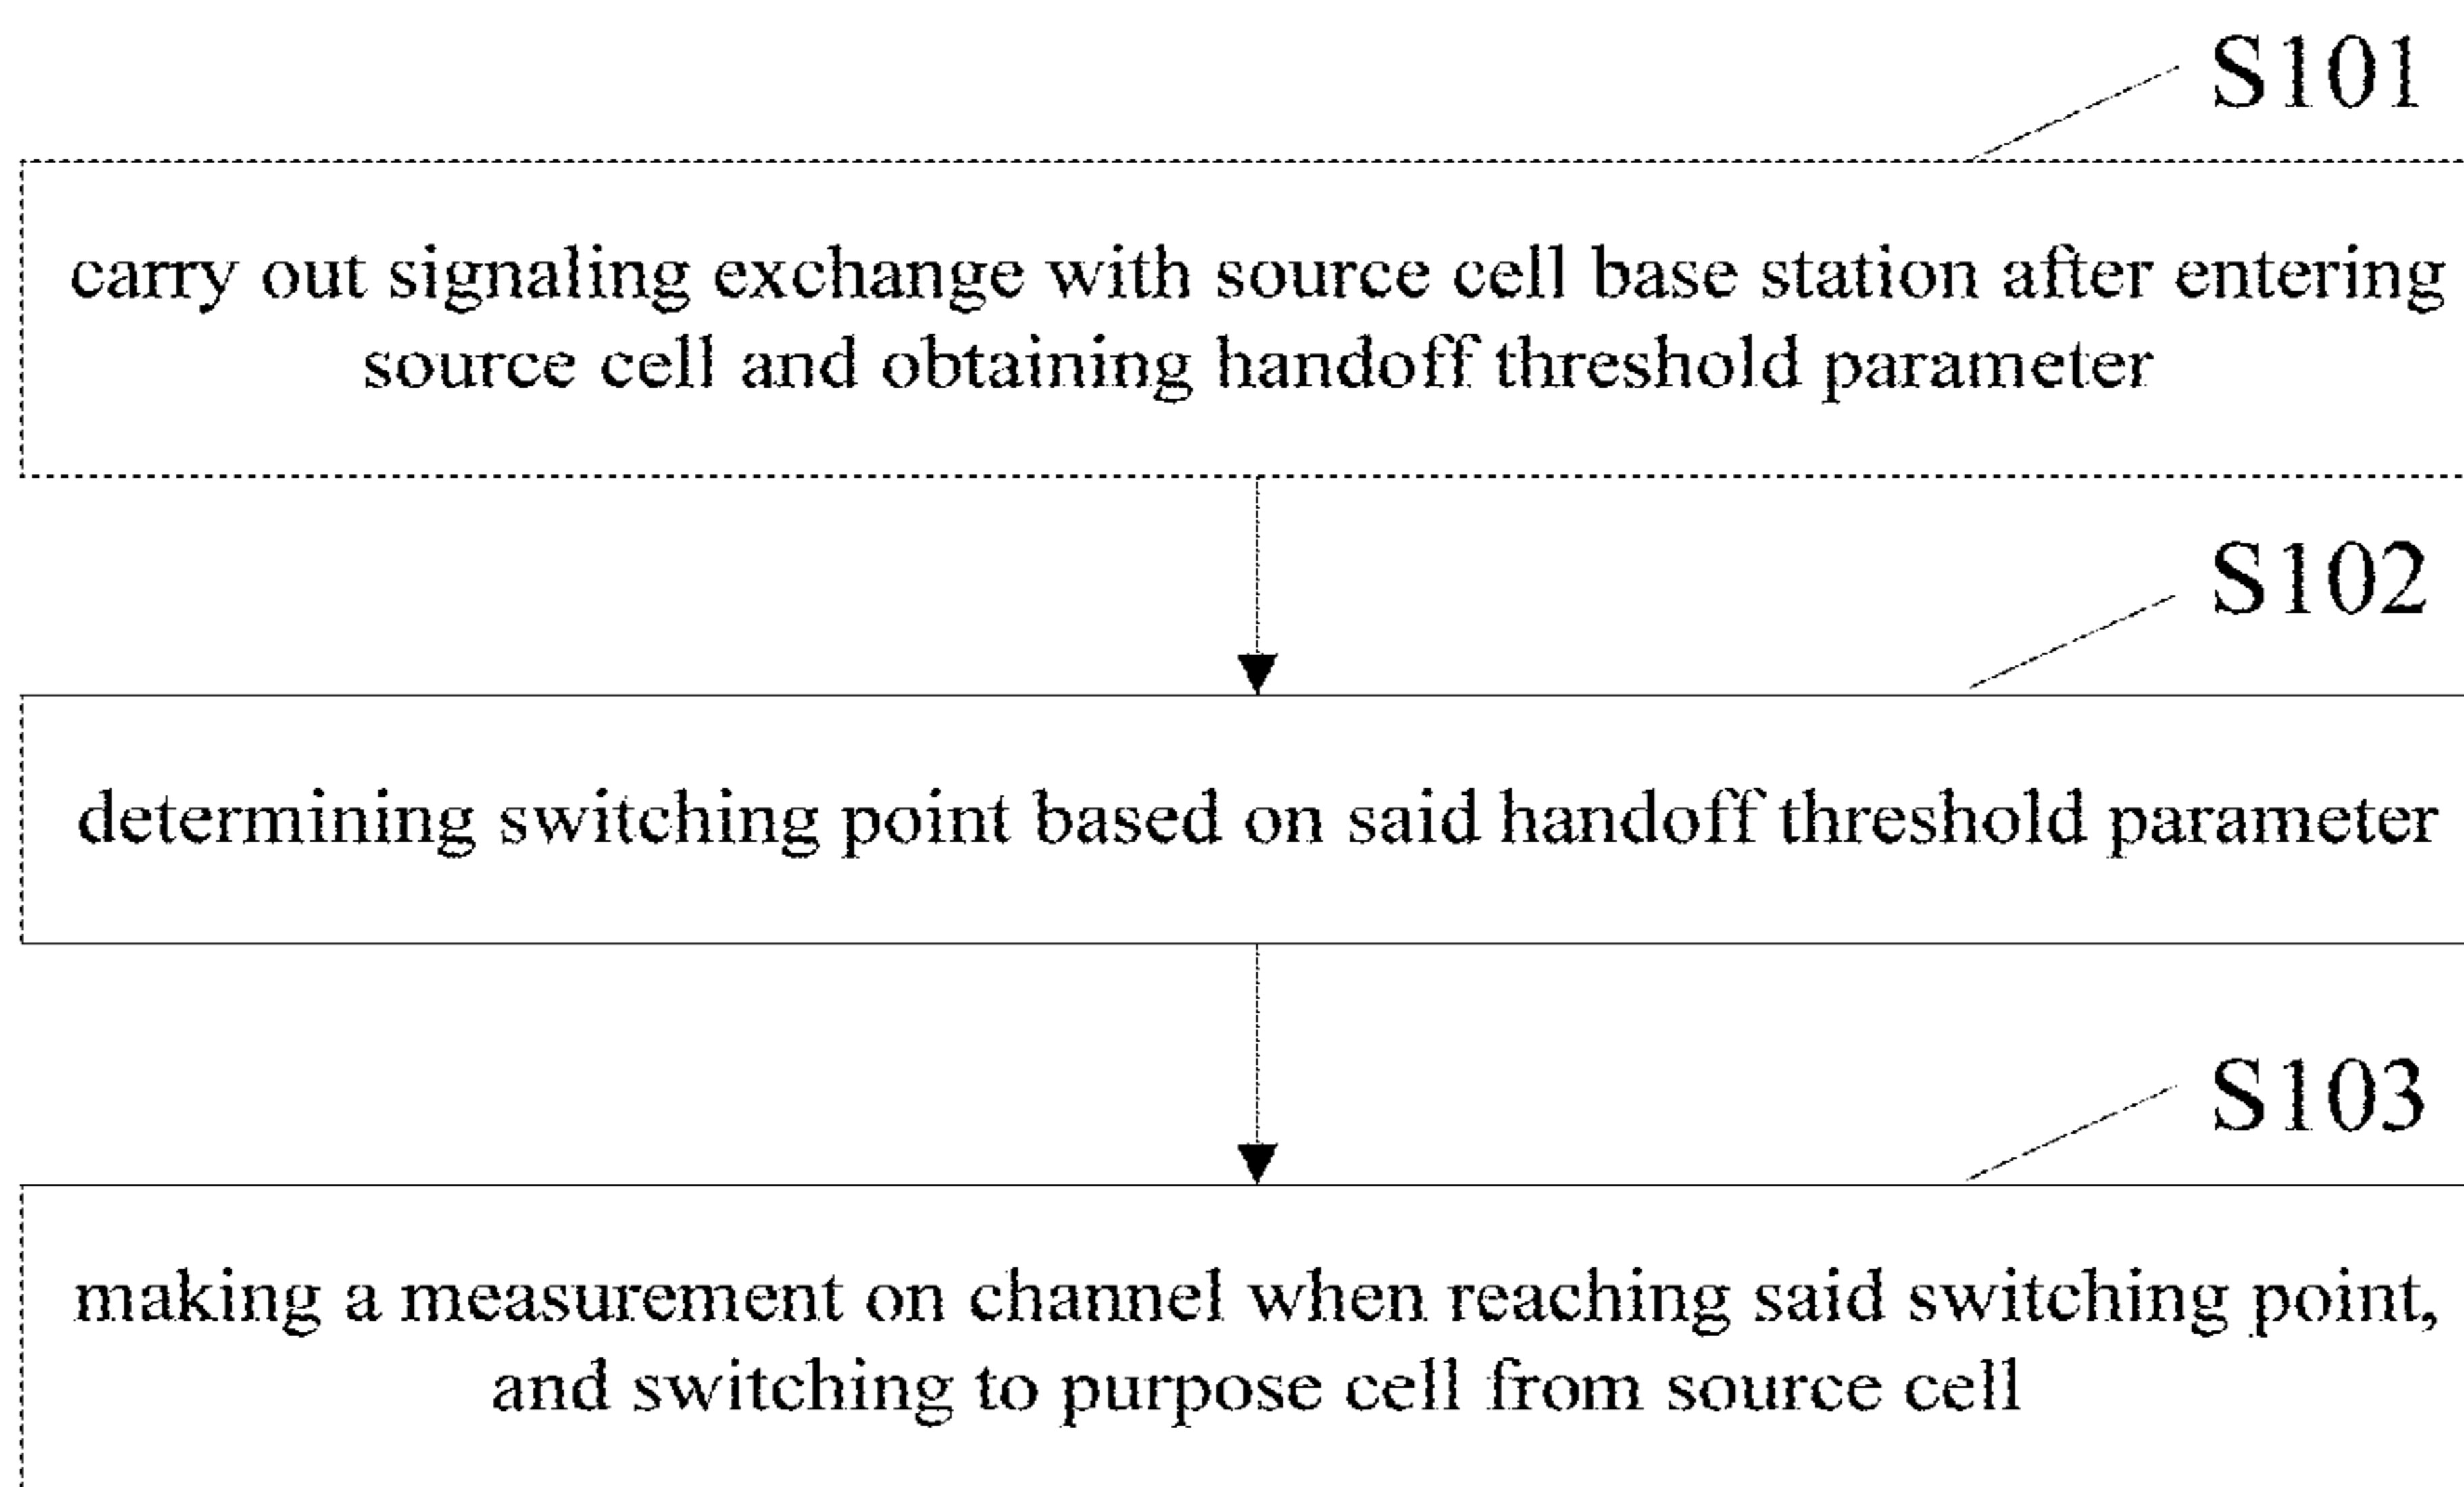 S101
carry out signaling exchange with source cell base station after entering
source cell and obtaining handoff threshold parameter
S102
determining switching point based on said handoff threshold parameter
S103
making a measurement on channel when reaching said switching point,
and switching to purpose cell from source cell